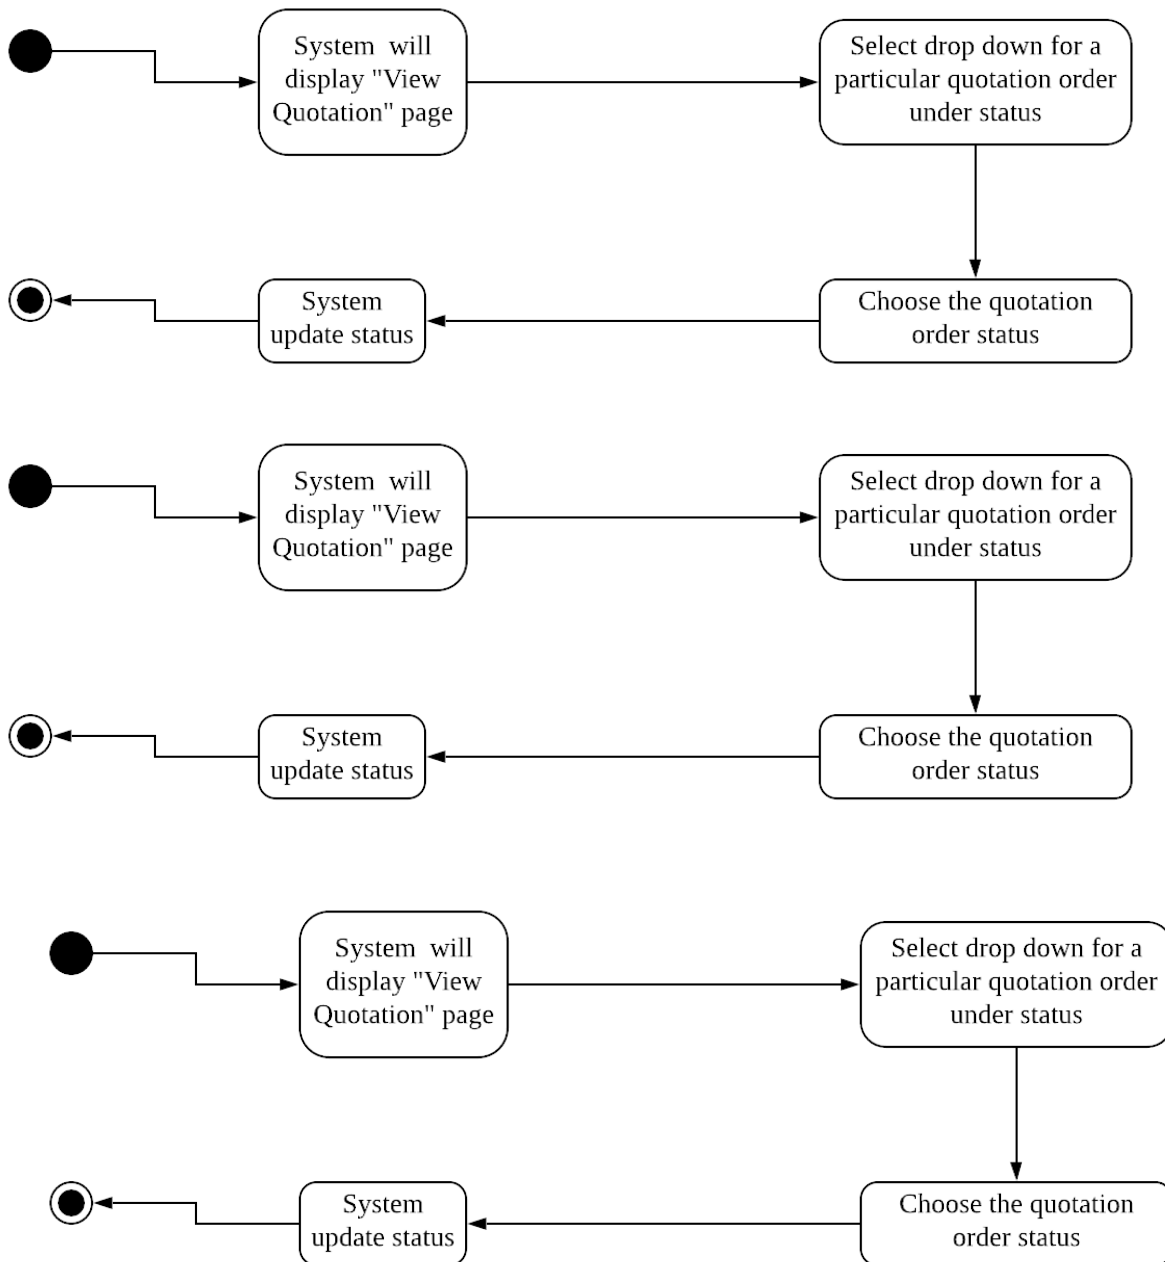 System  will
display "View
Quotation" page
Select drop down for a
particular quotation order
under status
Choose the quotation
order status
System
update status
System  will
display "View
Quotation" page
Select drop down for a
particular quotation order
under status
Choose the quotation
order status
System
update status
System  will
display "View
Quotation" page
Select drop down for a
particular quotation order
under status
Choose the quotation
order status
System
update status